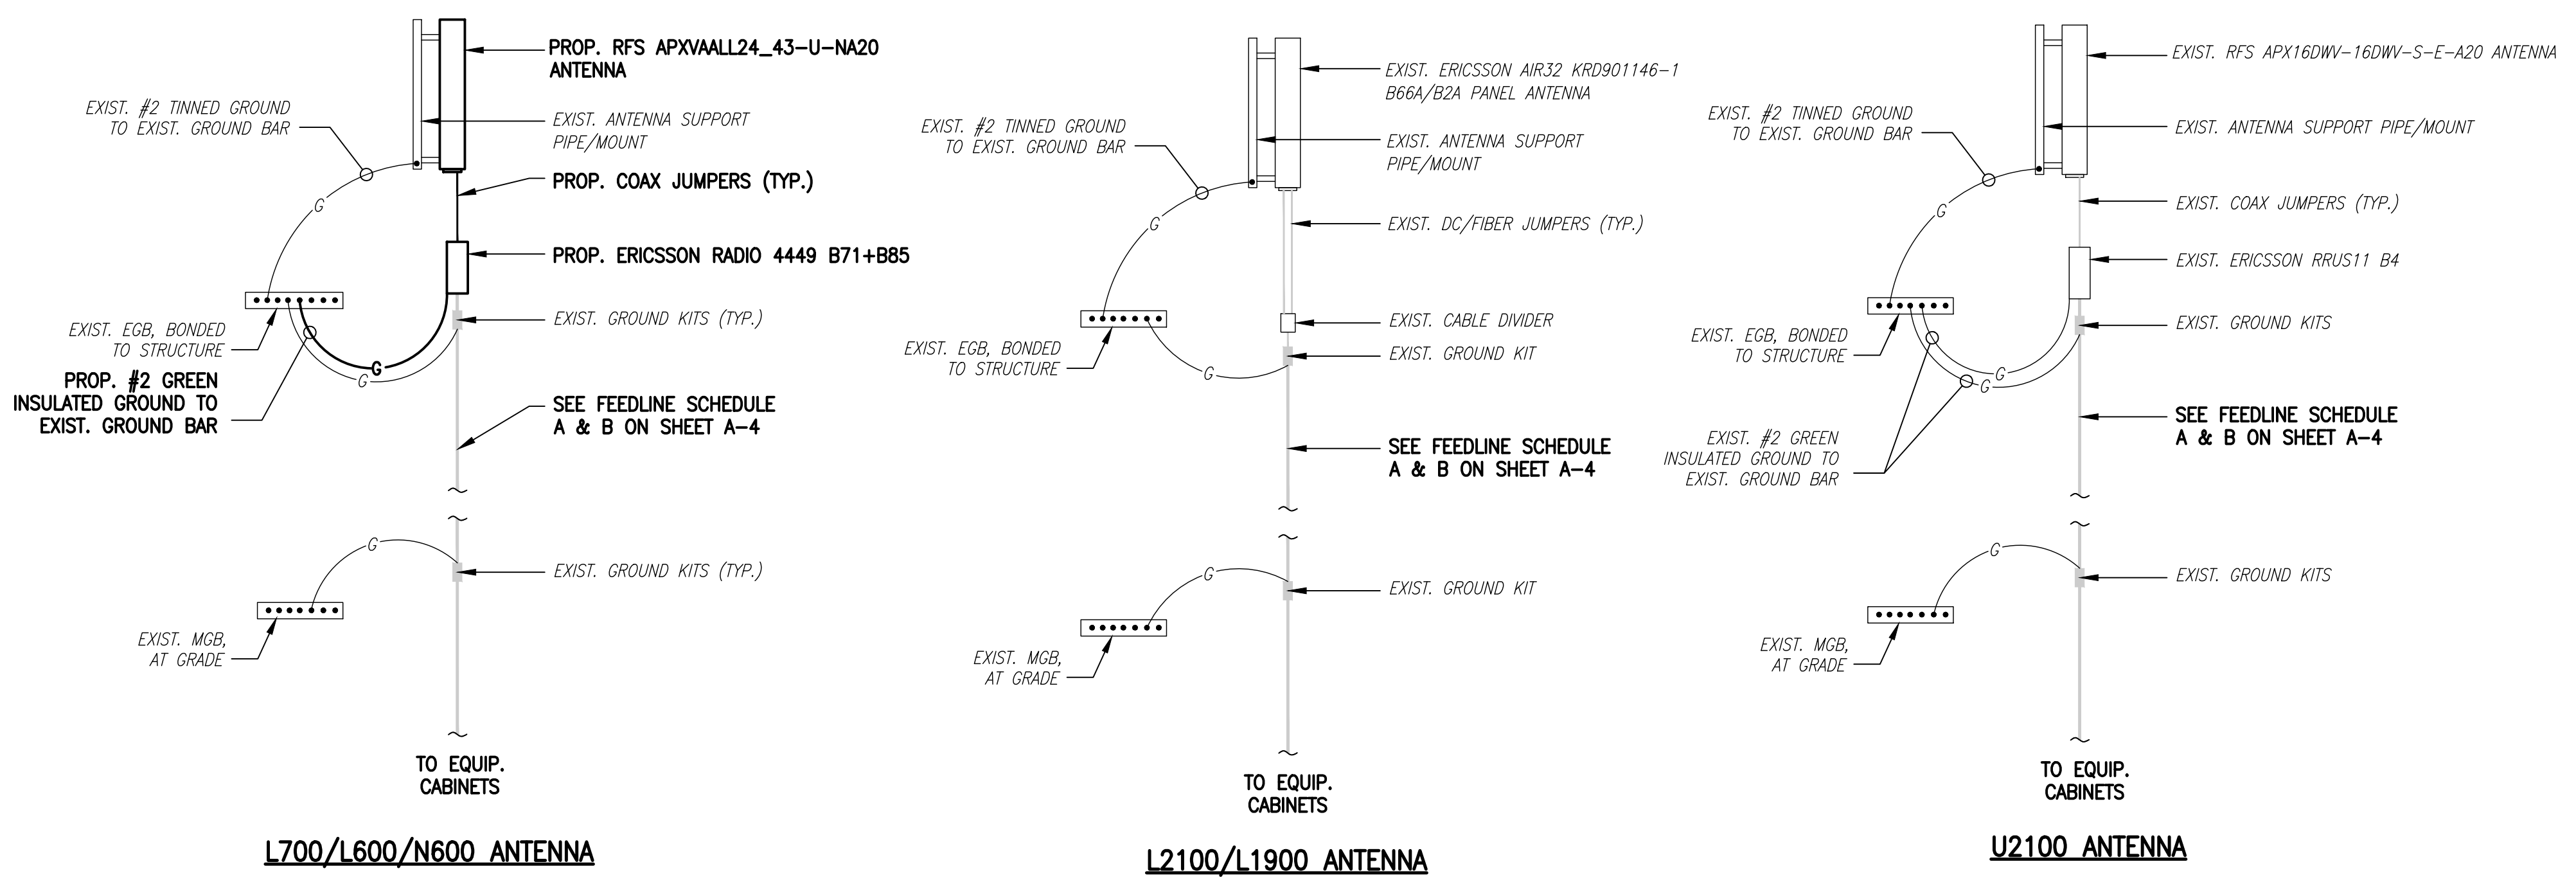 PROP. RFS APXVAALL24_43-U-NA20
ANTENNA
EXIST. #2 TINNED GROUND
TO EXIST. GROUND BAR
EXIST. ANTENNA SUPPORT
PIPE/MOUNT
PROP. COAX JUMPERS (TYP.)
G
PROP. ERICSSON RADIO 4449 B71+B85
EXIST. GROUND KITS (TYP.)
EXIST. EGB, BONDED
TO STRUCTURE
G
G
PROP. #2 GREEN
INSULATED GROUND TO
EXIST. GROUND BAR
SEE FEEDLINE SCHEDULE
A & B ON SHEET A-4
G
EXIST. GROUND KITS (TYP.)
EXIST. MGB,
AT GRADE
TO EQUIP.
CABINETS
L700/L600/N600 ANTENNA
EXIST. ERICSSON AIR32 KRD901146-1
B66A/B2A PANEL ANTENNA
EXIST. #2 TINNED GROUND
TO EXIST. GROUND BAR
EXIST. ANTENNA SUPPORT
PIPE/MOUNT
G
EXIST. DC/FIBER JUMPERS (TYP.)
EXIST. CABLE DIVIDER
EXIST. EGB, BONDED
TO STRUCTURE
EXIST. GROUND KIT
G
SEE FEEDLINE SCHEDULE
A & B ON SHEET A-4
G
EXIST. GROUND KIT
EXIST. MGB,
AT GRADE
TO EQUIP.
CABINETS
L2100/L1900 ANTENNA
EXIST. RFS APX16DWV-16DWV-S-E-A20 ANTENNA
EXIST. #2 TINNED GROUND
TO EXIST. GROUND BAR
EXIST. ANTENNA SUPPORT PIPE/MOUNT
EXIST. COAX JUMPERS (TYP.)
G
EXIST. ERICSSON RRUS11 B4
EXIST. GROUND KITS
EXIST. EGB, BONDED
TO STRUCTURE
G
G
SEE FEEDLINE SCHEDULE
A & B ON SHEET A-4
EXIST. #2 GREEN
INSULATED GROUND TO
EXIST. GROUND BAR
G
EXIST. GROUND KITS
EXIST. MGB,
AT GRADE
TO EQUIP.
CABINETS
U2100 ANTENNA